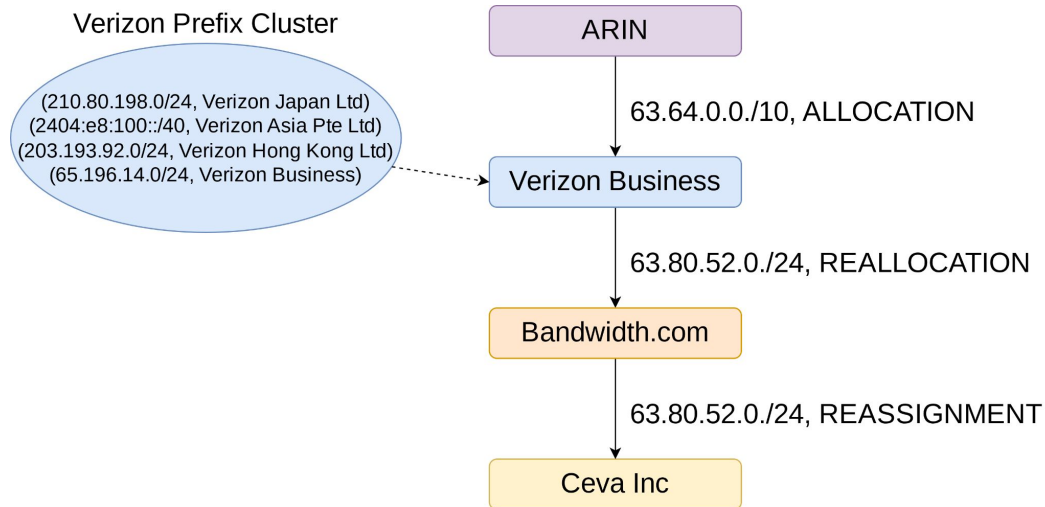 Verizon Prefix Cluster
(210.80.198.0/24, Verizon Japan Ltd)
(2404:e8:100::/40, Verizon Asia Pte Ltd)
(203.193.92.0/24, Verizon Hong Kong Ltd)
(65.196.14.0/24, Verizon Business)
ARIN
63.64.0.0./10, ALLOCATION
Verizon Business
63.80.52.0./24, REALLOCATION
Bandwidth.com
63.80.52.0./24, REASSIGNMENT
Ceva Inc